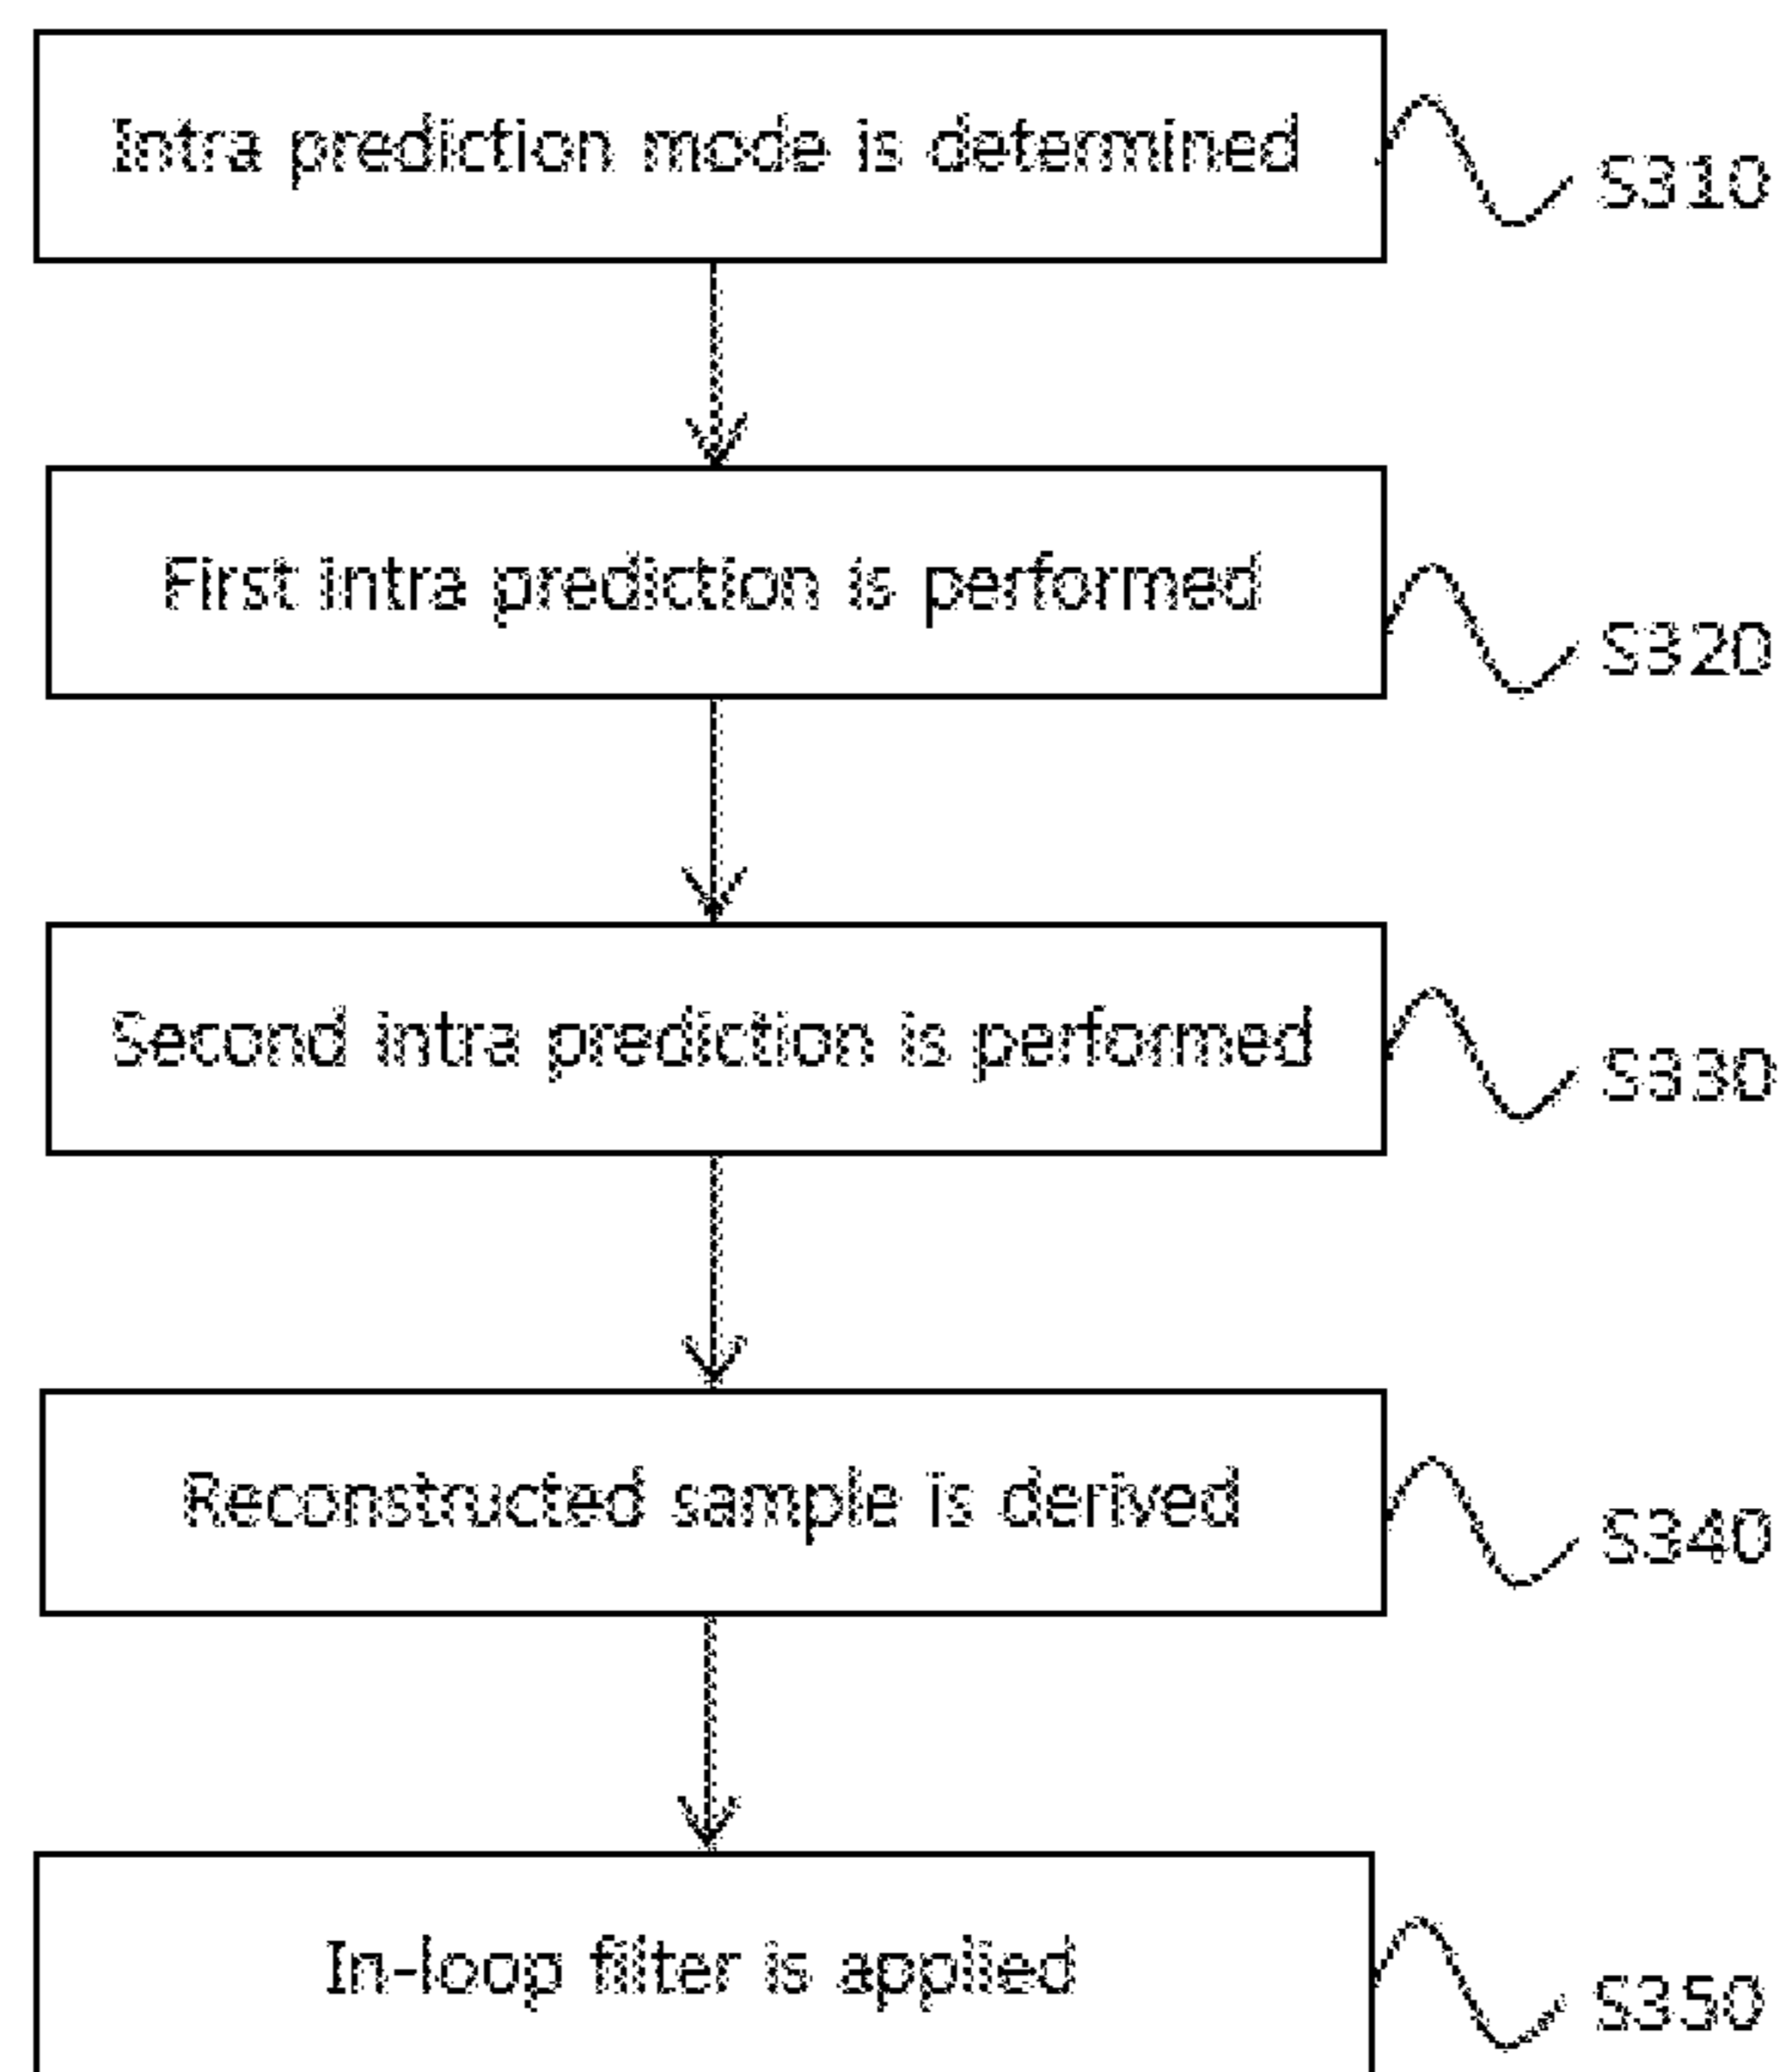 Intra prediction mode is determined
S310
First intra prediction is performed
S320
Second intra prediction is performed
S330
Reconstructed sample is derived
S340
In-loop filter is applied
S350